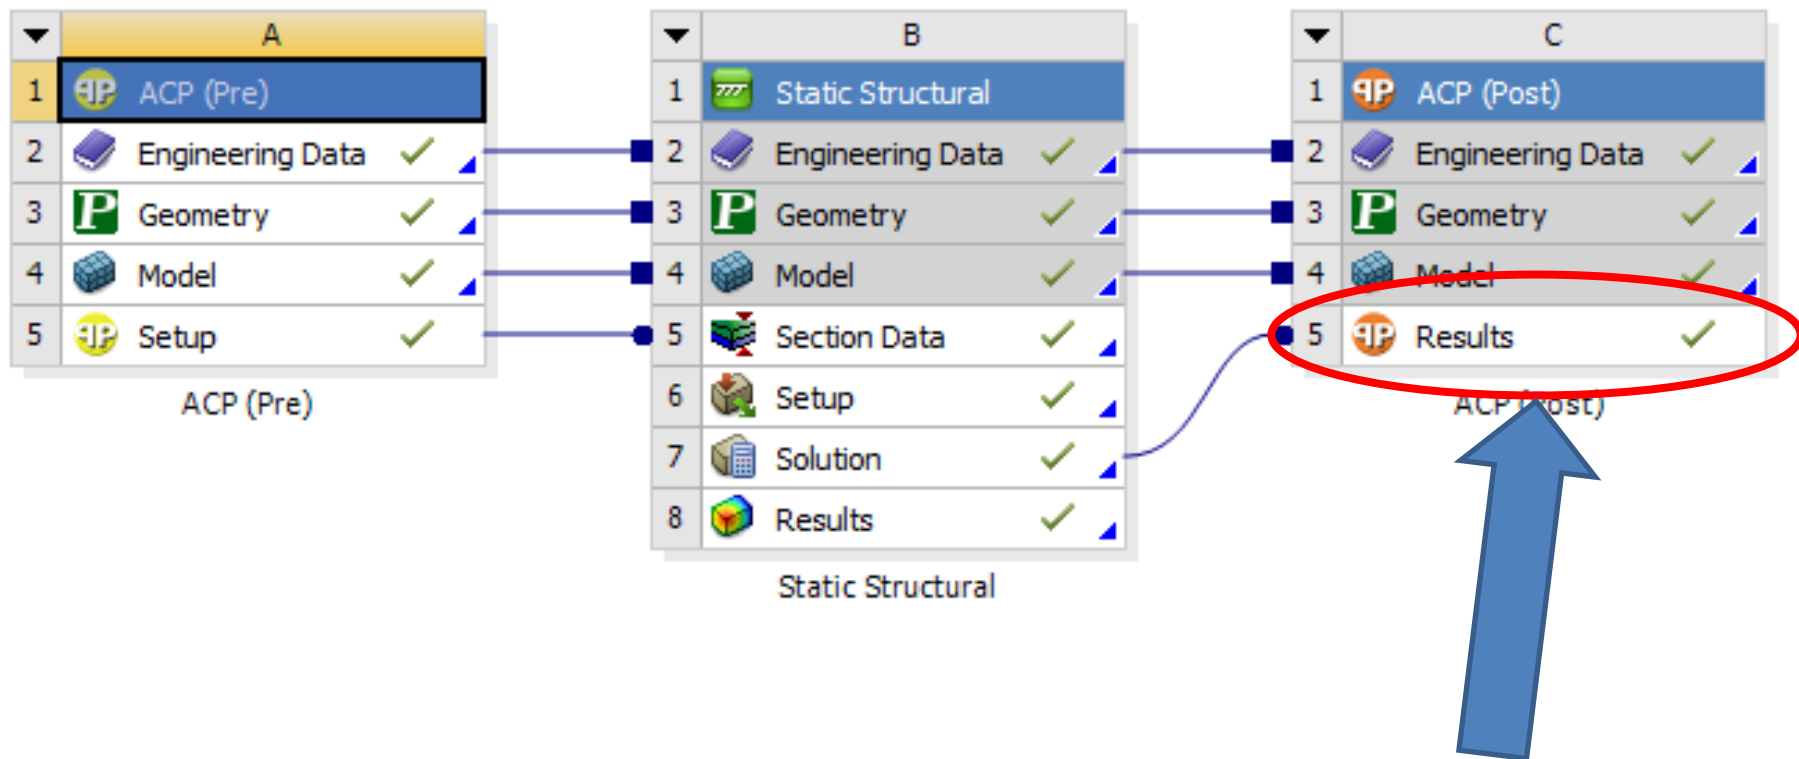 A
1 ACP (Pre)
2 Engineering Data
3 Geometry
4 Model
5 Setup
ACP (Pre)
B
1 Static Structural
2 Engineering Data
3 Geometry
4 Model
5 Section Data
6 Setup
7 Solution
8 Results
Static Structural
C
1 ACP (Post)
2 Engineering Data
3 Geometry
4 Model
5 Results
ACP (Post)